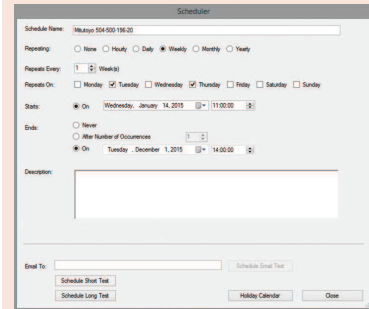 Scheduler
Schedule Name: Mitutoyo 504-500-196-20
Repeating: None Hourly Daily Weekly Monthly Yearly
Repeats Every: 1 Week(s)
Repeats On: Monday Tuesday Wednesday Thursday Friday Saturday Sunday
Starts: On Wednesday, January 14, 2015 11:00:00
Ends: Never
After Number of Occurrences 1
On Tuesday , December 1, 2015 14:00:00
Description:
Email To: Schedule Email Test
Schedule Short Test
Schedule Long Test Holiday Calendar Close